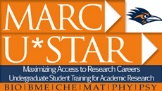 MARC
U*STAR
Maximizing Access to Research Careers
Undergraduate Student Training for Academic Research
BIO|BME|CHE|MAT|PHY|PSY